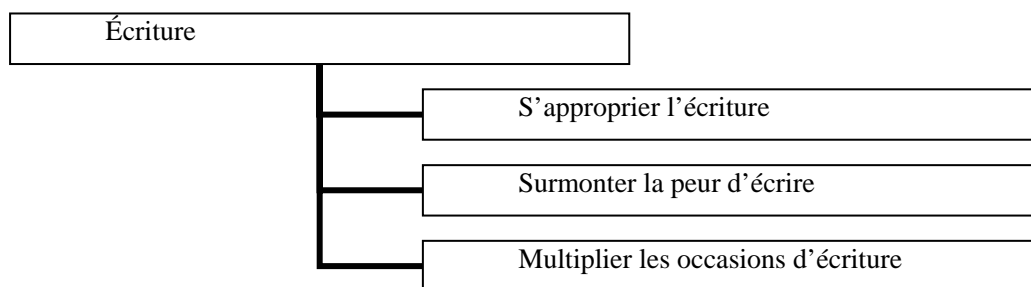 Écriture
S’approprier l’écriture
Surmonter la peur d’écrire
Multiplier les occasions d’écriture